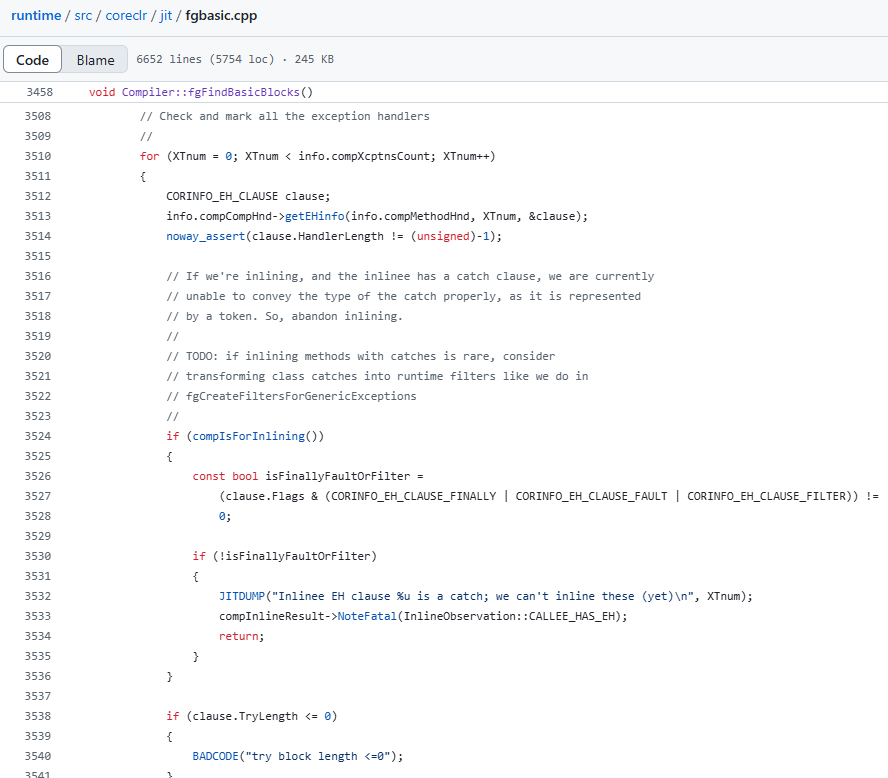 runtime / src / coreclr / jit / fgbasic.cpp
Code Blame 6652 lines (5754 loc) · 245 KB
3458 void Compiler::fgFindBasicBlocks()
3508 // Check and mark all the exception handlers
3509 //
3510 for (XTnum = 0; XTnum < info.compXcptnsCount; XTnum++)
3511 {
3512 CORINFO_EH_CLAUSE clause;
3513 info.compCompHnd->getEHinfo(info.compMethodHnd, XTnum, &clause);
3514 noway_assert(clause.HandlerLength != (unsigned)-1);
3515
3516 // If we're inlining, and the inlinee has a catch clause, we are currently
3517 // unable to convey the type of the catch properly, as it is represented
3518 // by a token. So, abandon inlining.
3519 //
3520 // TODO: if inlining methods with catches is rare, consider
3521 // transforming class catches into runtime filters like we do in
3522 // fgCreateFiltersForGenericExceptions
3523 //
3524 if (compIsForInlining())
3525 {
3526 const bool isFinallyFaultOrFilter =
3527 (clause.Flags & (CORINFO_EH_CLAUSE_FINALLY | CORINFO_EH_CLAUSE_FAULT | CORINFO_EH_CLAUSE_FILTER)) !=
3528 0;
3529
3530 if (!isFinallyFaultOrFilter)
3531 {
3532 JITDUMP("Inlinee EH clause %u is a catch; we can't inline these (yet)\n", XTnum);
3533 compInlineResult->NoteFatal(InlineObservation::CALLEE_HAS_EH);
3534 return;
3535 }
3536 }
3537
3538 if (clause.TryLength <= 0)
3539 {
3540 BADCODE("try block length <=0");
3541 }